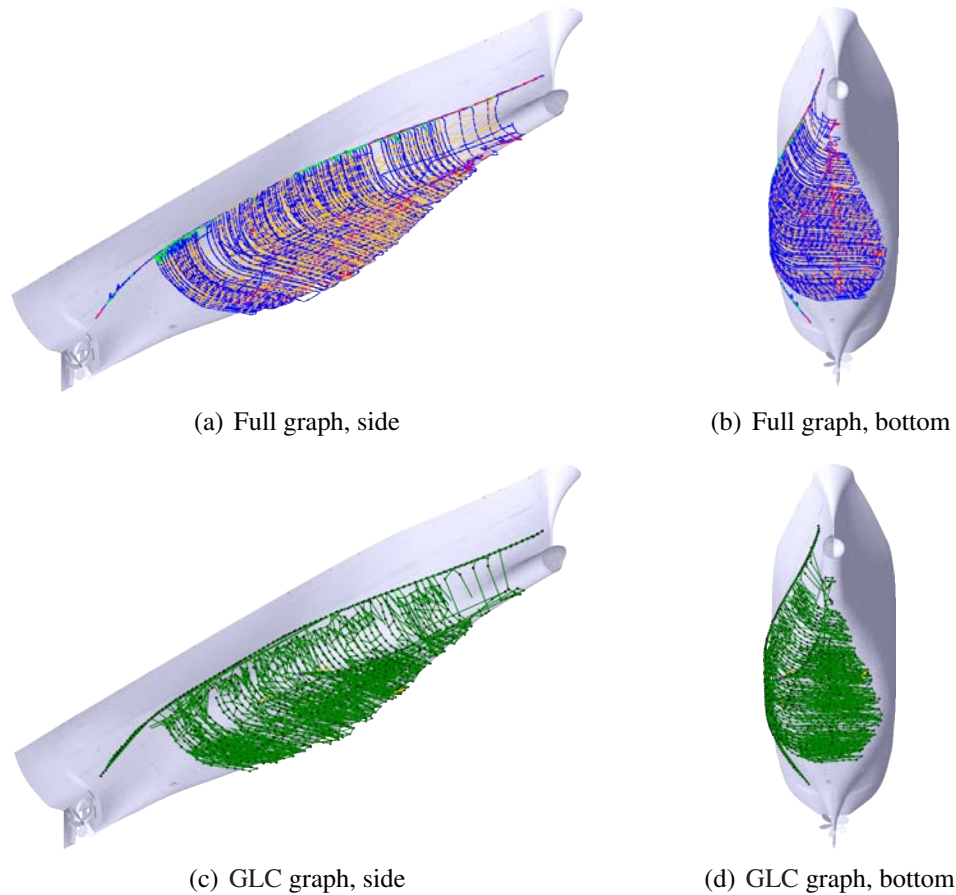 (a) Full graph, side
(b) Full graph, bottom
(c) GLC graph, side
(d) GLC graph, bottom